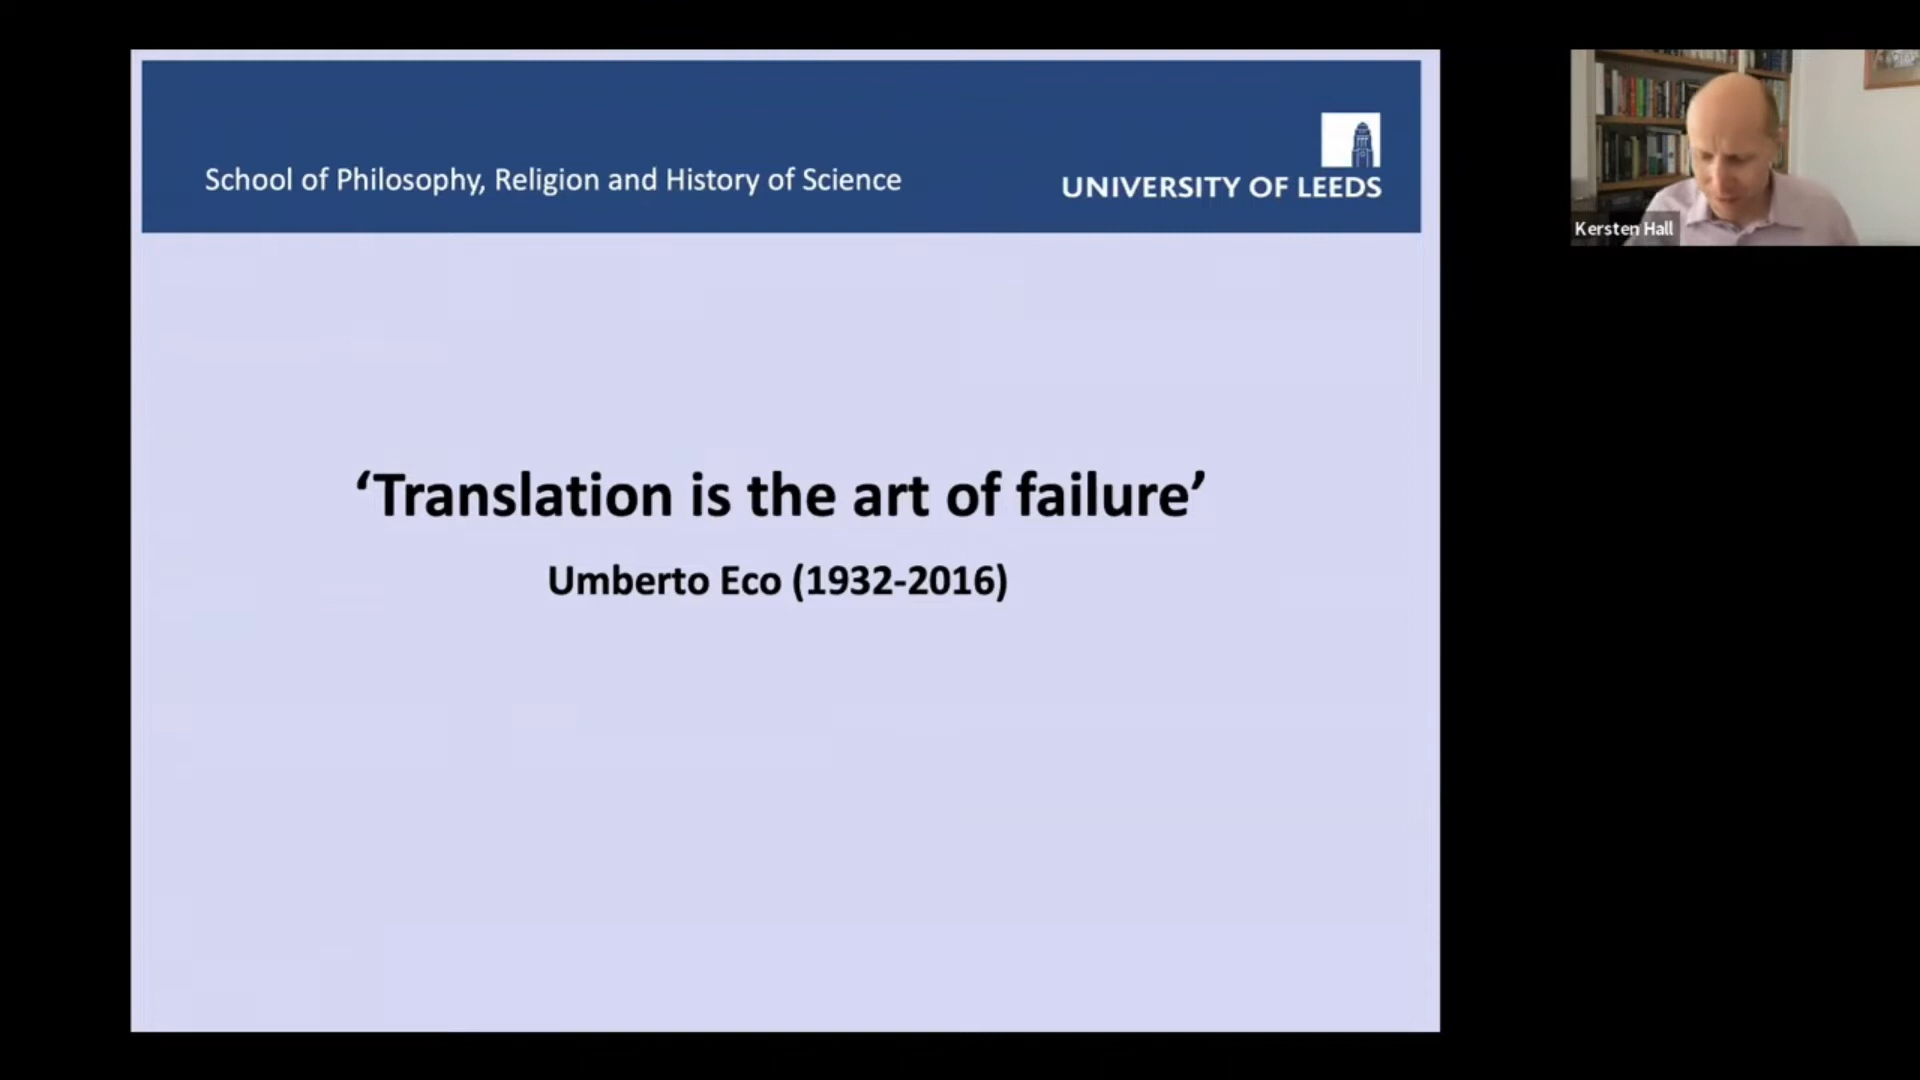 School of Philosophy, Religion and History of Science
UNIVERSITY OF LEEDS
Kersten Hall
‘Translation is the art of failure’
Umberto Eco (1932-2016)